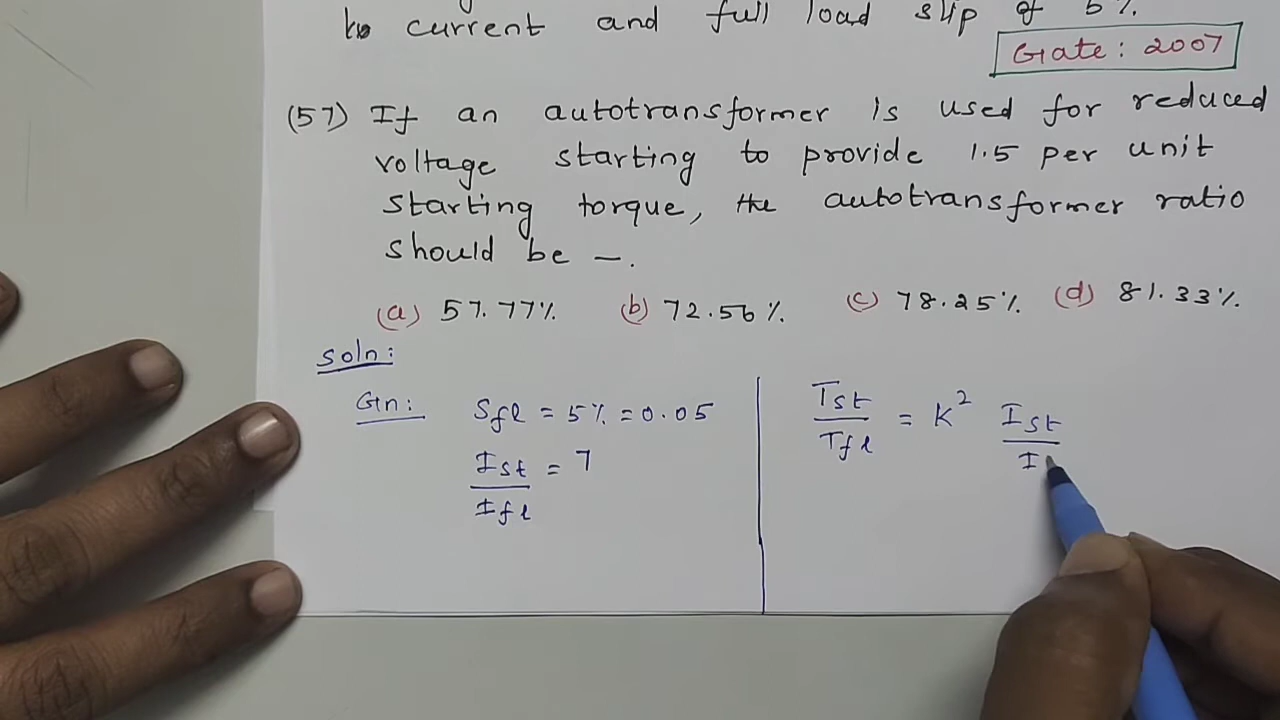 to current and full load slip of 5%.
Gate: 2007
(57) If an autotransformer is used for reduced
voltage starting to provide 1.5 per unit
starting torque, the autotransformer ratio
should be —.
(a) 57.77% (b) 72.56%. (c) 78.25%. (d) 81.33%.
Soln:
Gn: Sfl = 5% = 0.05
Ist / Ifl = 7
Tst / Tfl = K² Ist / I